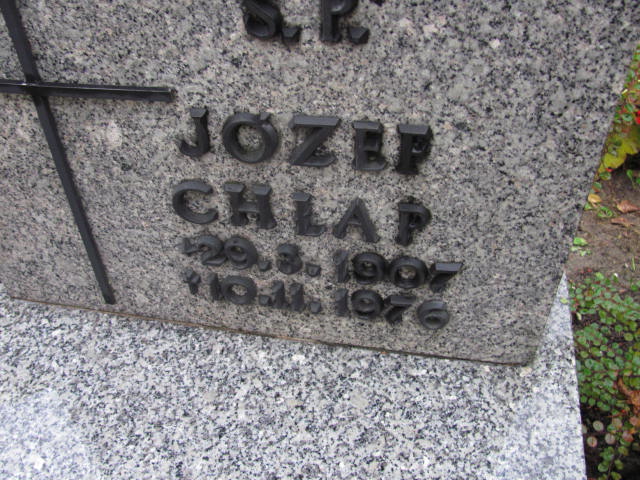 Ś.P.
JÓZEF
CHŁAP
*29.3.1907
†10.11.1976